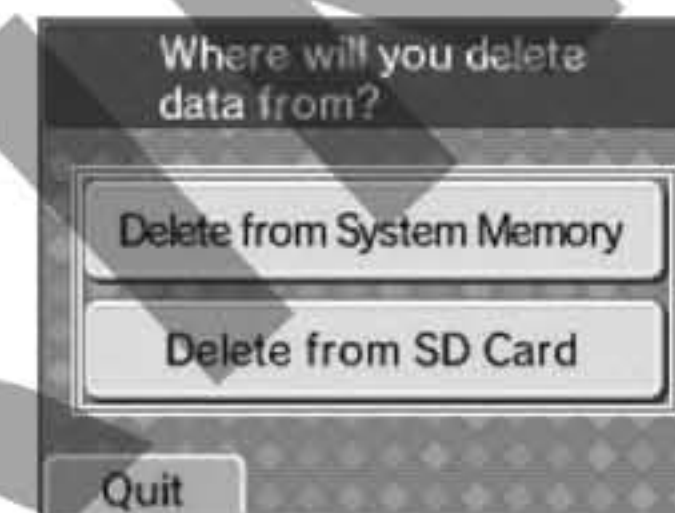 Where will you delete
data from?
Delete from System Memory
Delete from SD Card
Quit